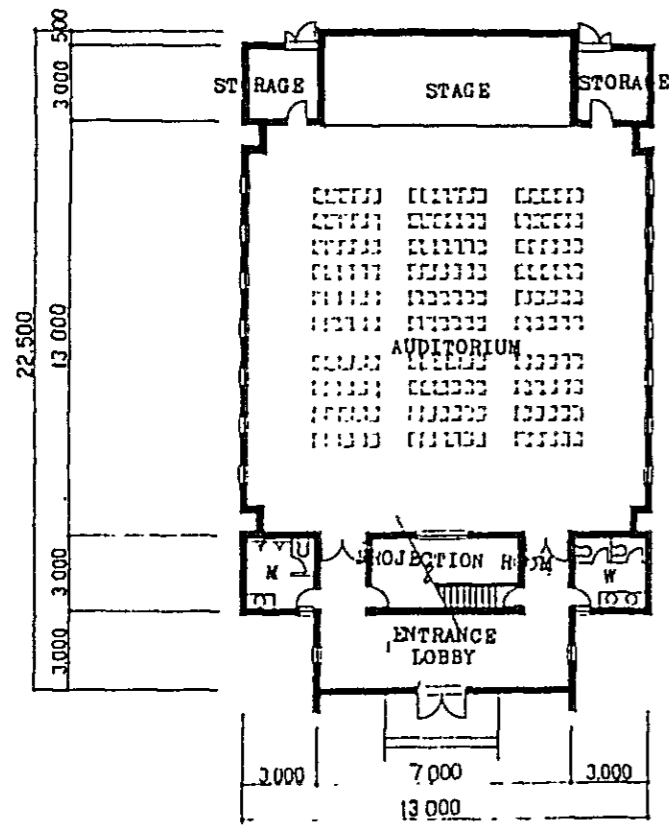 STORAGE
STAGE
STORAGE
AUDITORIUM
M
PROJECTION ROOM
W
ENTRANCE
LOBBY
500
3 000
13 000
22,500
3 000
3,000
3,000
7 000
3,000
13 000